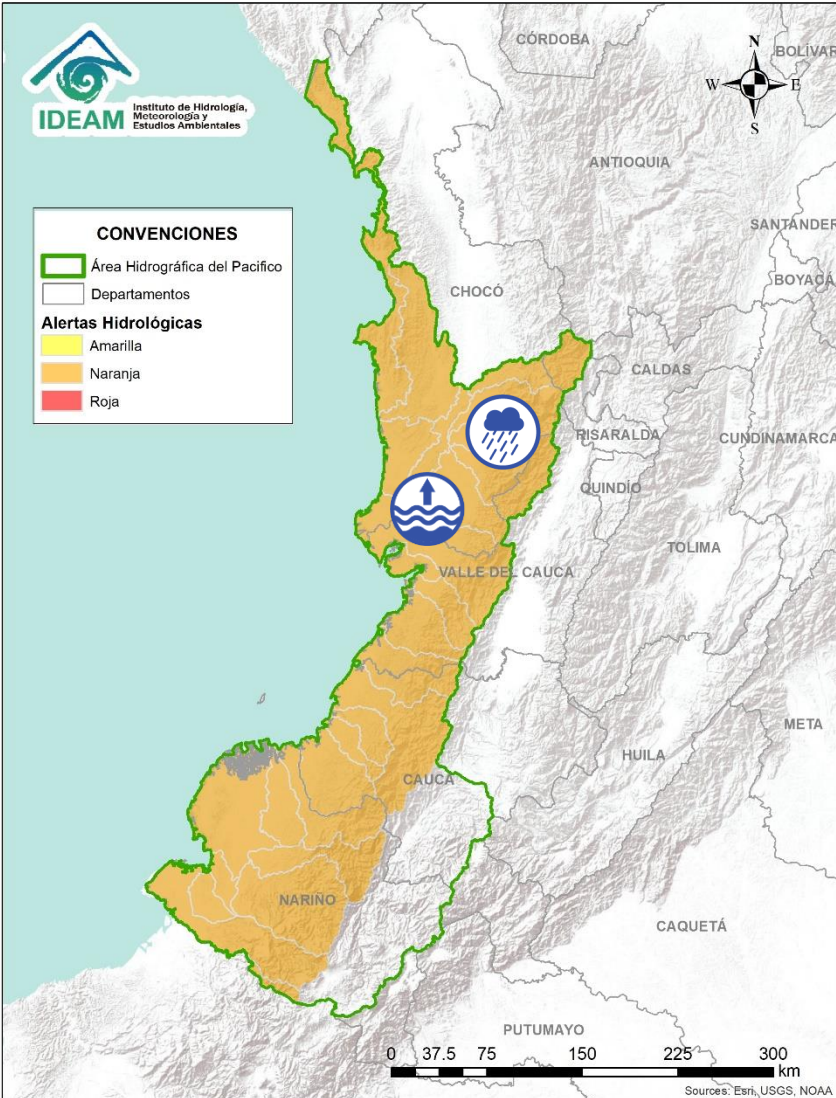 IDEAM
Instituto de Hidrología,
Meteorología y
Estudios Ambientales
CÓRDOBA
BOLÍVAR
N
W
E
S
ANTIOQUIA
SANTANDER
BOYACÁ
CONVENCIONES
Área Hidrográfica del Pacifico
Departamentos
Alertas Hidrológicas
Amarilla
Naranja
Roja
CHOCÓ
CALDAS
RISARALDA
CUNDINAMARCA
QUINDÍO
TOLIMA
VALLE DEL CAUCA
META
HUILA
CAUCA
NARIÑO
CAQUETÁ
PUTUMAYO
0 37.5 75 150 225 300
km
Sources: Esri, USGS, NOAA